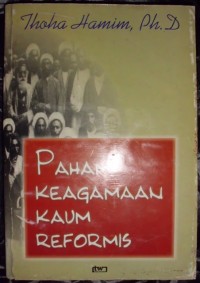 Thoha Hamim, Ph.D
PAHAM
KEAGAMAAN
KAUM
REFORMIS